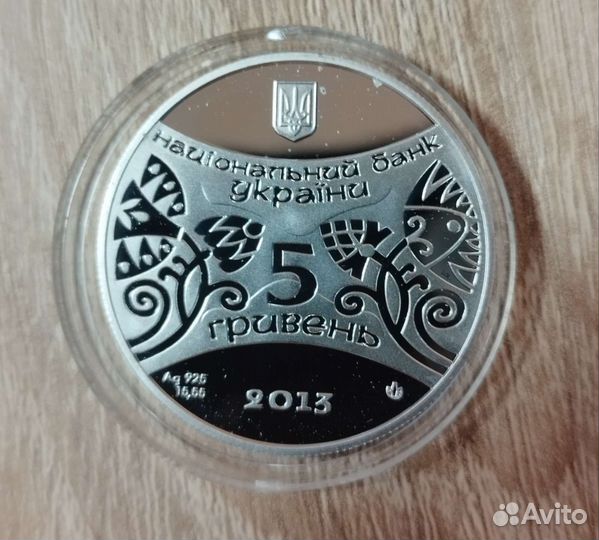 національний банк
україни
5
гривень
Ag 925
15,55
2013
Avito